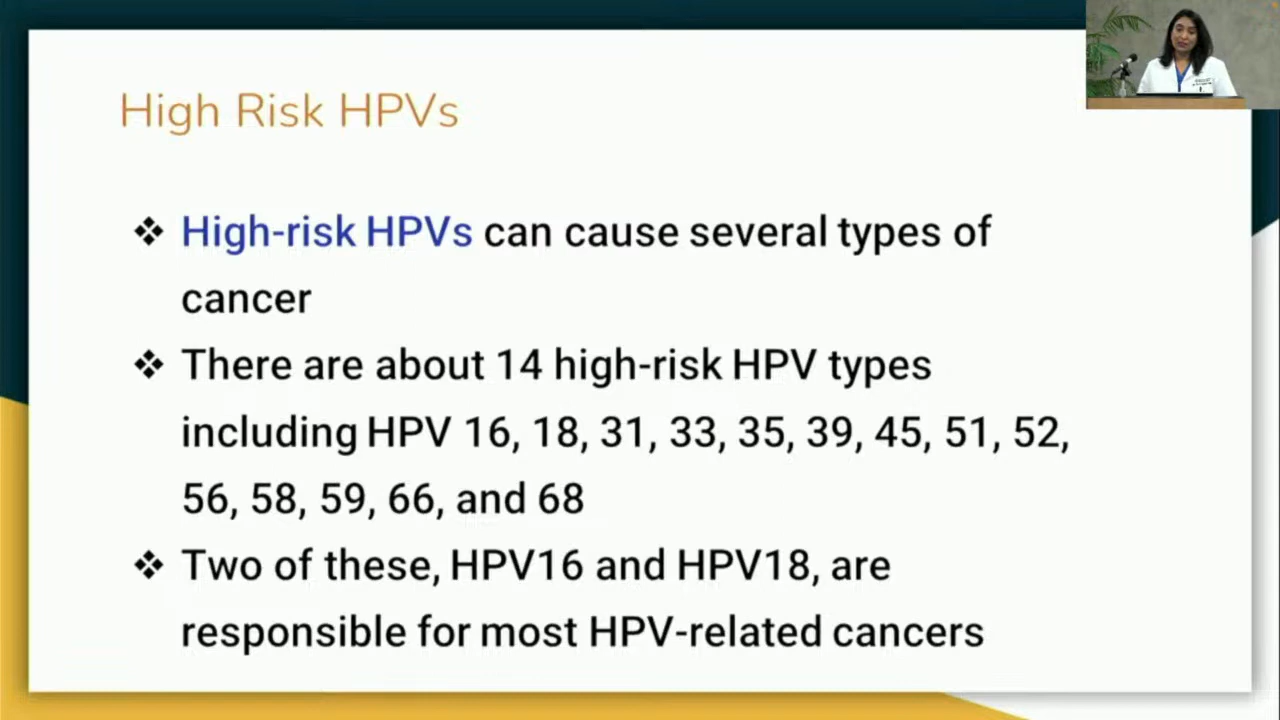 High Risk HPVs
❖ High-risk HPVs can cause several types of
cancer
❖ There are about 14 high-risk HPV types
including HPV 16, 18, 31, 33, 35, 39, 45, 51, 52,
56, 58, 59, 66, and 68
❖ Two of these, HPV16 and HPV18, are
responsible for most HPV-related cancers